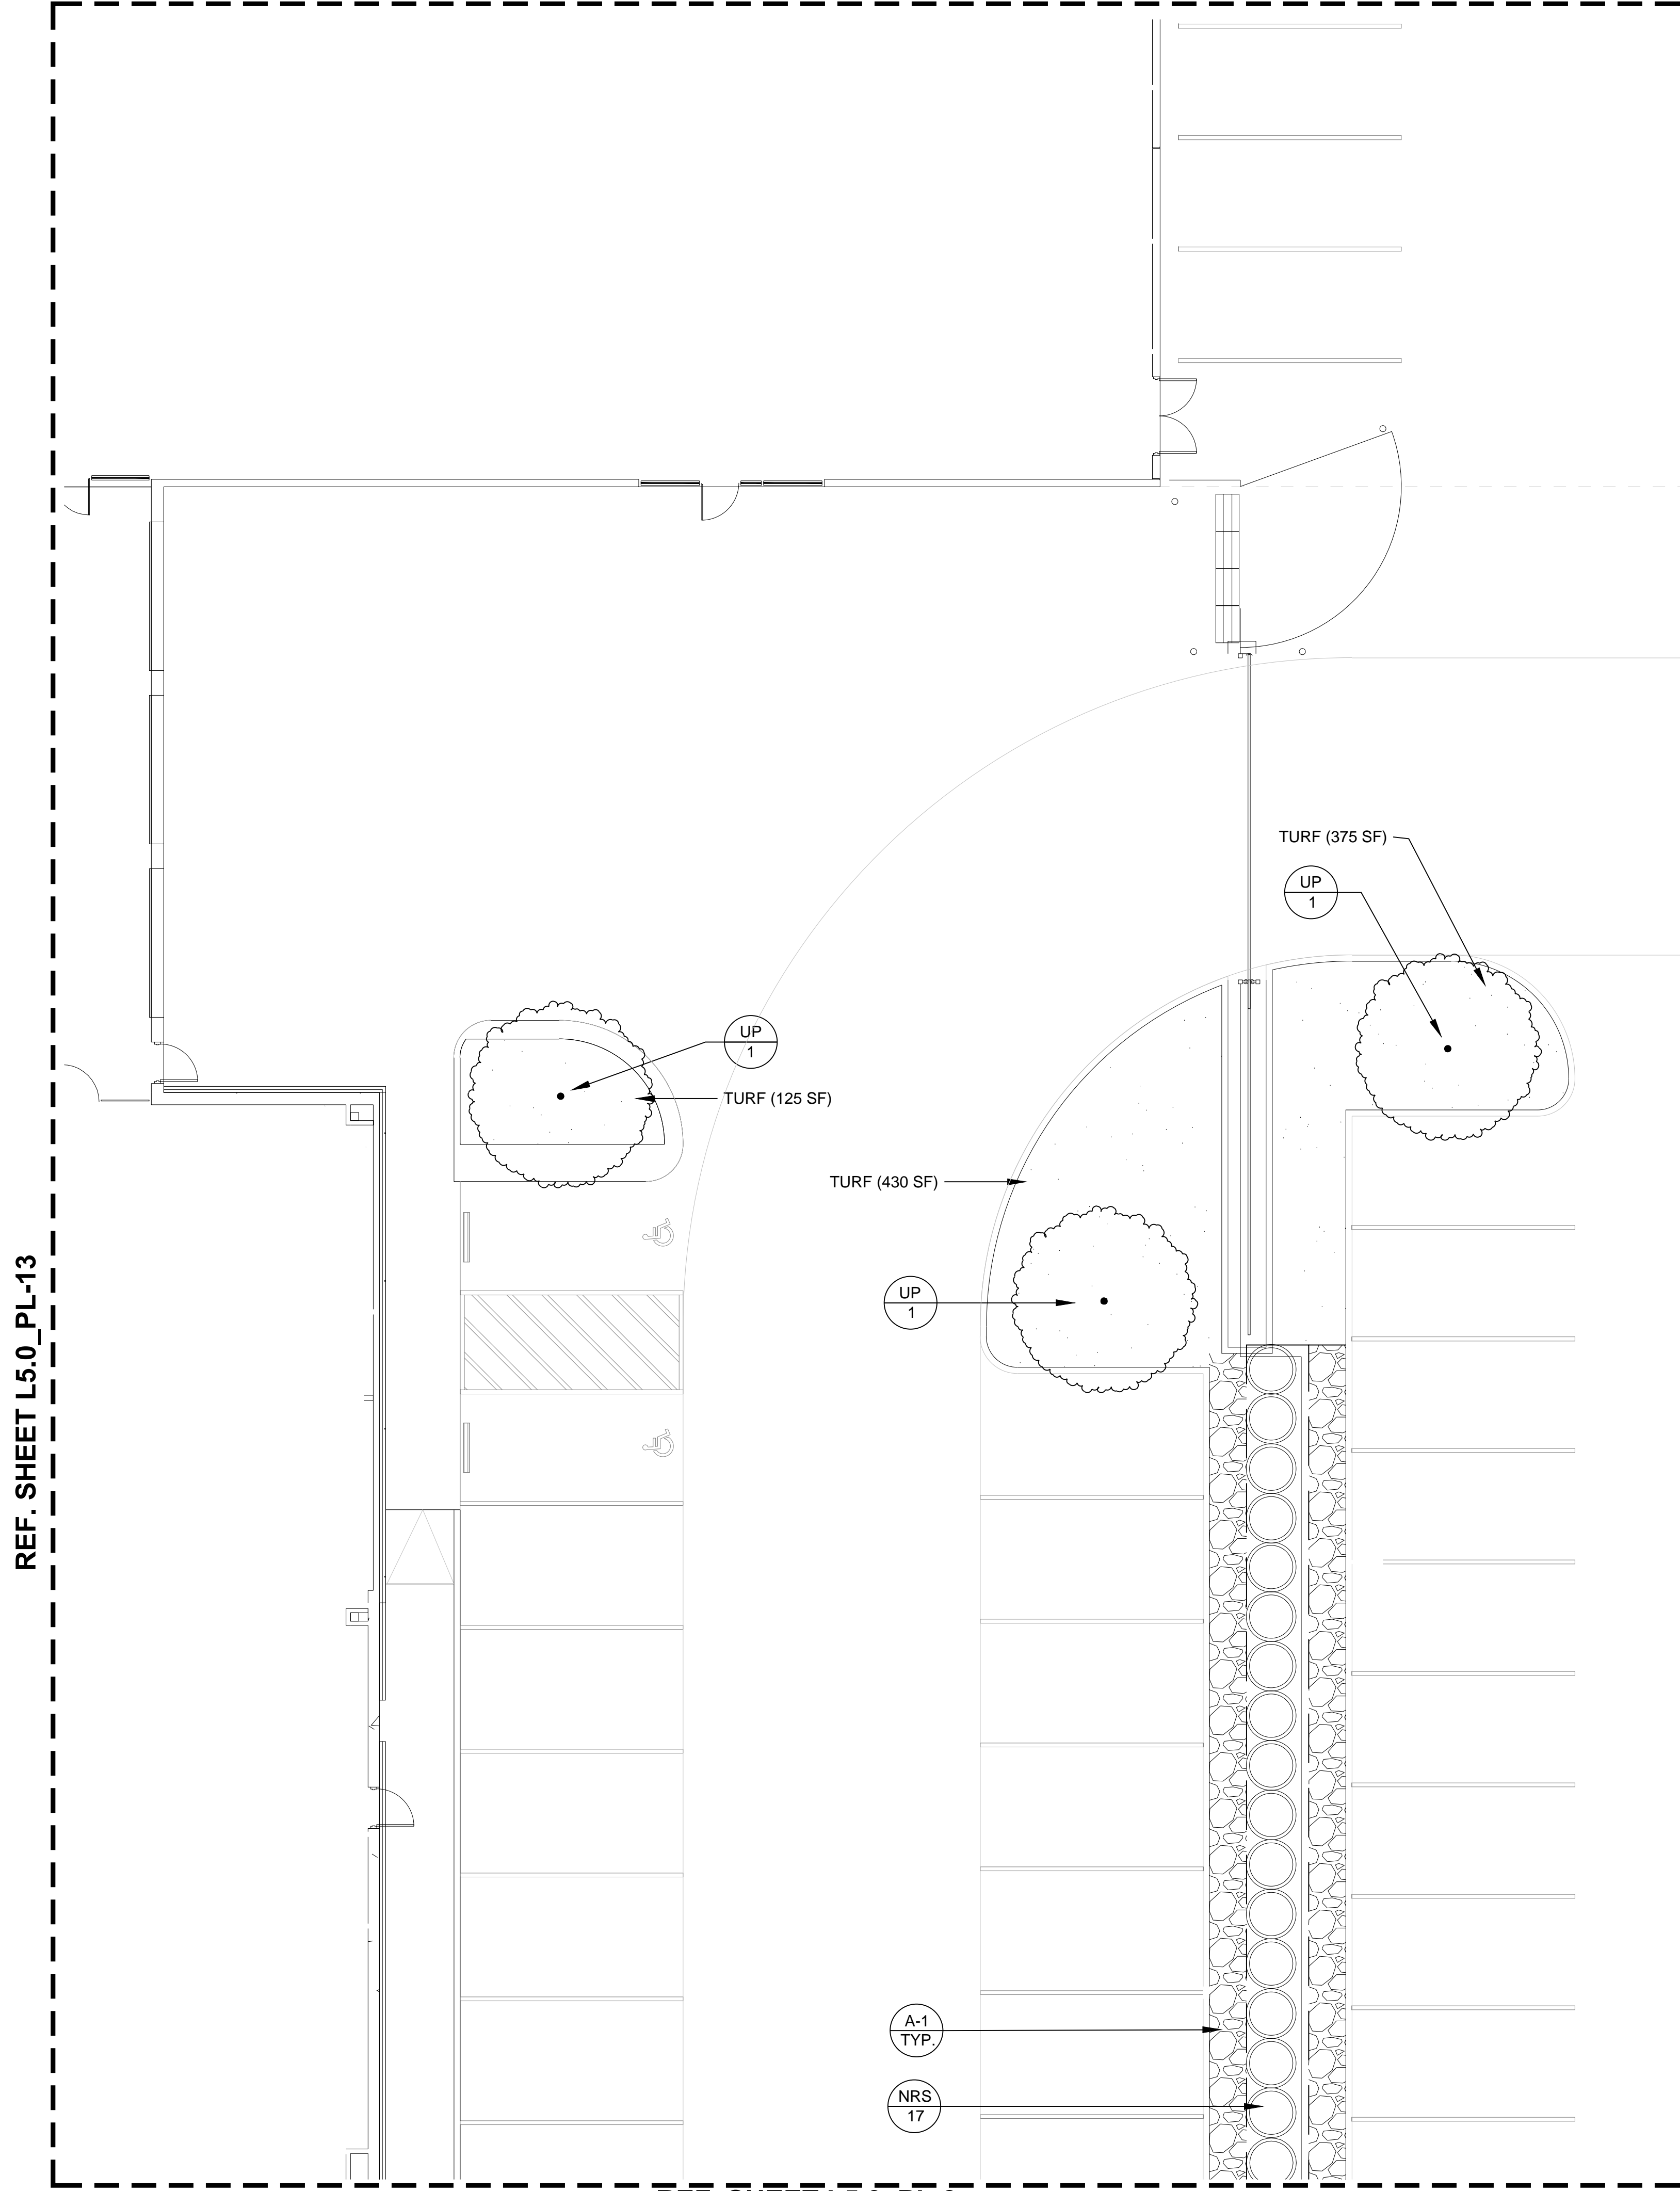 TURF (375 SF)
UP
1
UP
1
TURF (125 SF)
TURF (430 SF)
UP
1
REF. SHEET L5.0_PL-13
A-1
TYP.
NRS
17